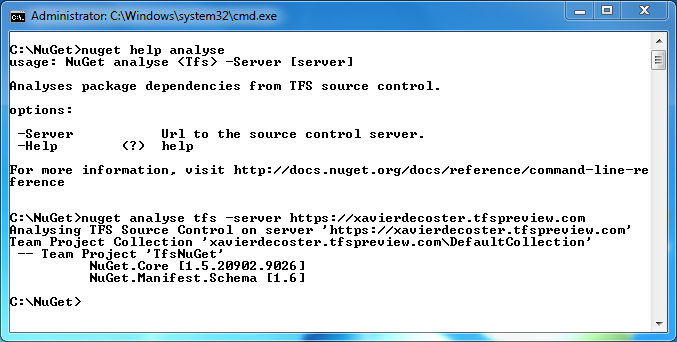 Administrator: C:\Windows\system32\cmd.exe
C:\NuGet>nuget help analyse
usage: NuGet analyse <Tfs> -Server [server]
Analyses package dependencies from TFS source control.
options:
-Server Url to the source control server.
-Help (?) help
For more information, visit http://docs.nuget.org/docs/reference/command-line-re
ference
C:\NuGet>nuget analyse tfs -server https://xavierdecoster.tfspreview.com
Analysing TFS Source Control on server 'https://xavierdecoster.tfspreview.com'
Team Project Collection 'xavierdecoster.tfspreview.com\DefaultCollection'
-- Team Project 'TfsNuGet'
NuGet.Core [1.5.20902.9026]
NuGet.Manifest.Schema [1.6]
C:\NuGet>